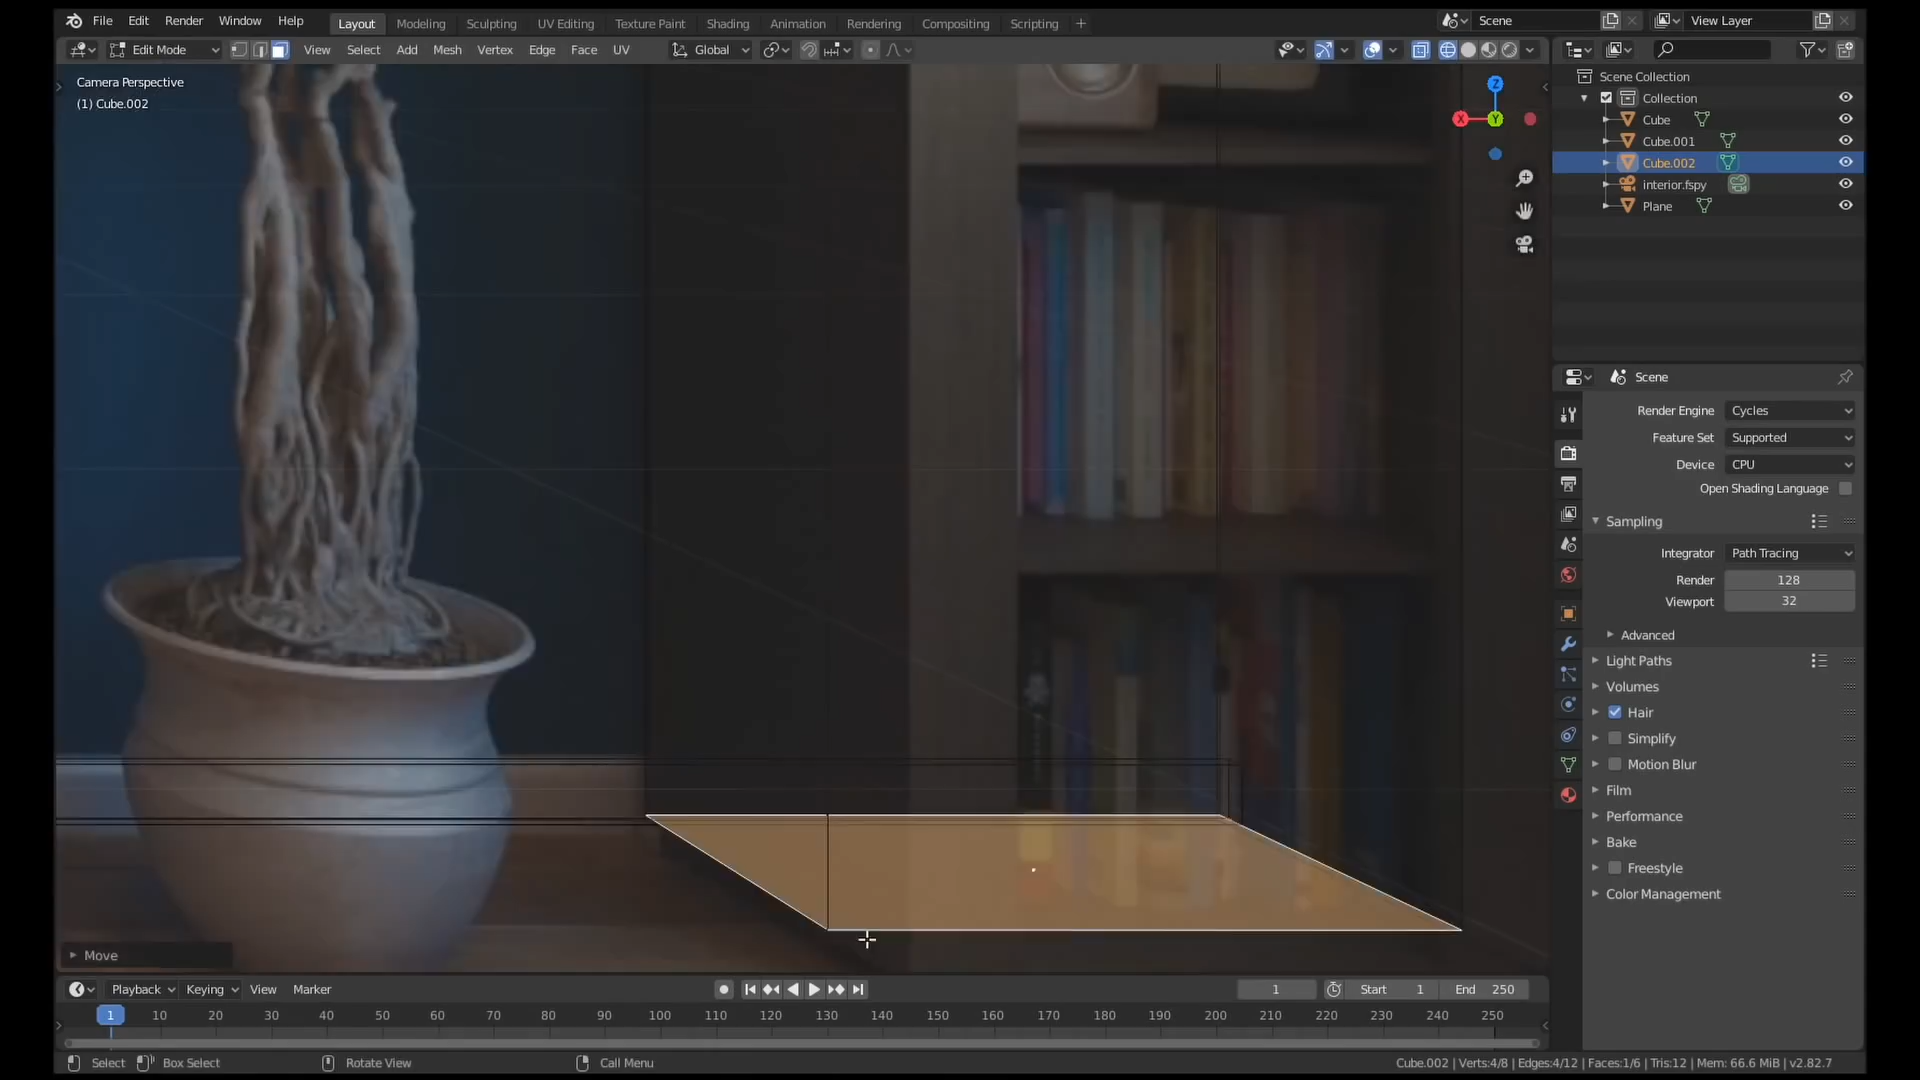 File Edit Render Window Help Layout Modeling Sculpting UV Editing Texture Paint Shading Animation Rendering Compositing Scripting + Scene View Layer
Edit Mode View Select Add Mesh Vertex Edge Face UV Global
Camera Perspective
(1) Cube.002
Z
X
Y
Scene Collection
Collection
Cube
Cube.001
Cube.002
interior.fspy
Plane
Scene
Render Engine Cycles
Feature Set Supported
Device CPU
Open Shading Language
Sampling
Integrator Path Tracing
Render 128
Viewport 32
Advanced
Light Paths
Volumes
Hair
Simplify
Motion Blur
Film
Performance
Bake
Freestyle
Color Management
Move
Playback Keying View Marker 1 Start 1 End 250
1 10 20 30 40 50 60 70 80 90 100 110 120 130 140 150 160 170 180 190 200 210 220 230 240 250
Select Box Select Rotate View Call Menu Cube.002 | Verts:4/8 | Edges:4/12 | Faces:1/6 | Tris:12 | Mem: 66.6 MiB | v2.82.7